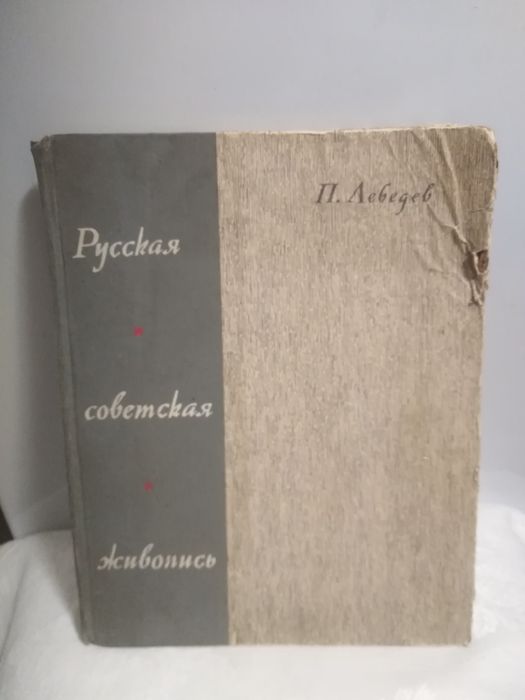 П. Лебедев
Русская
советская
живопись